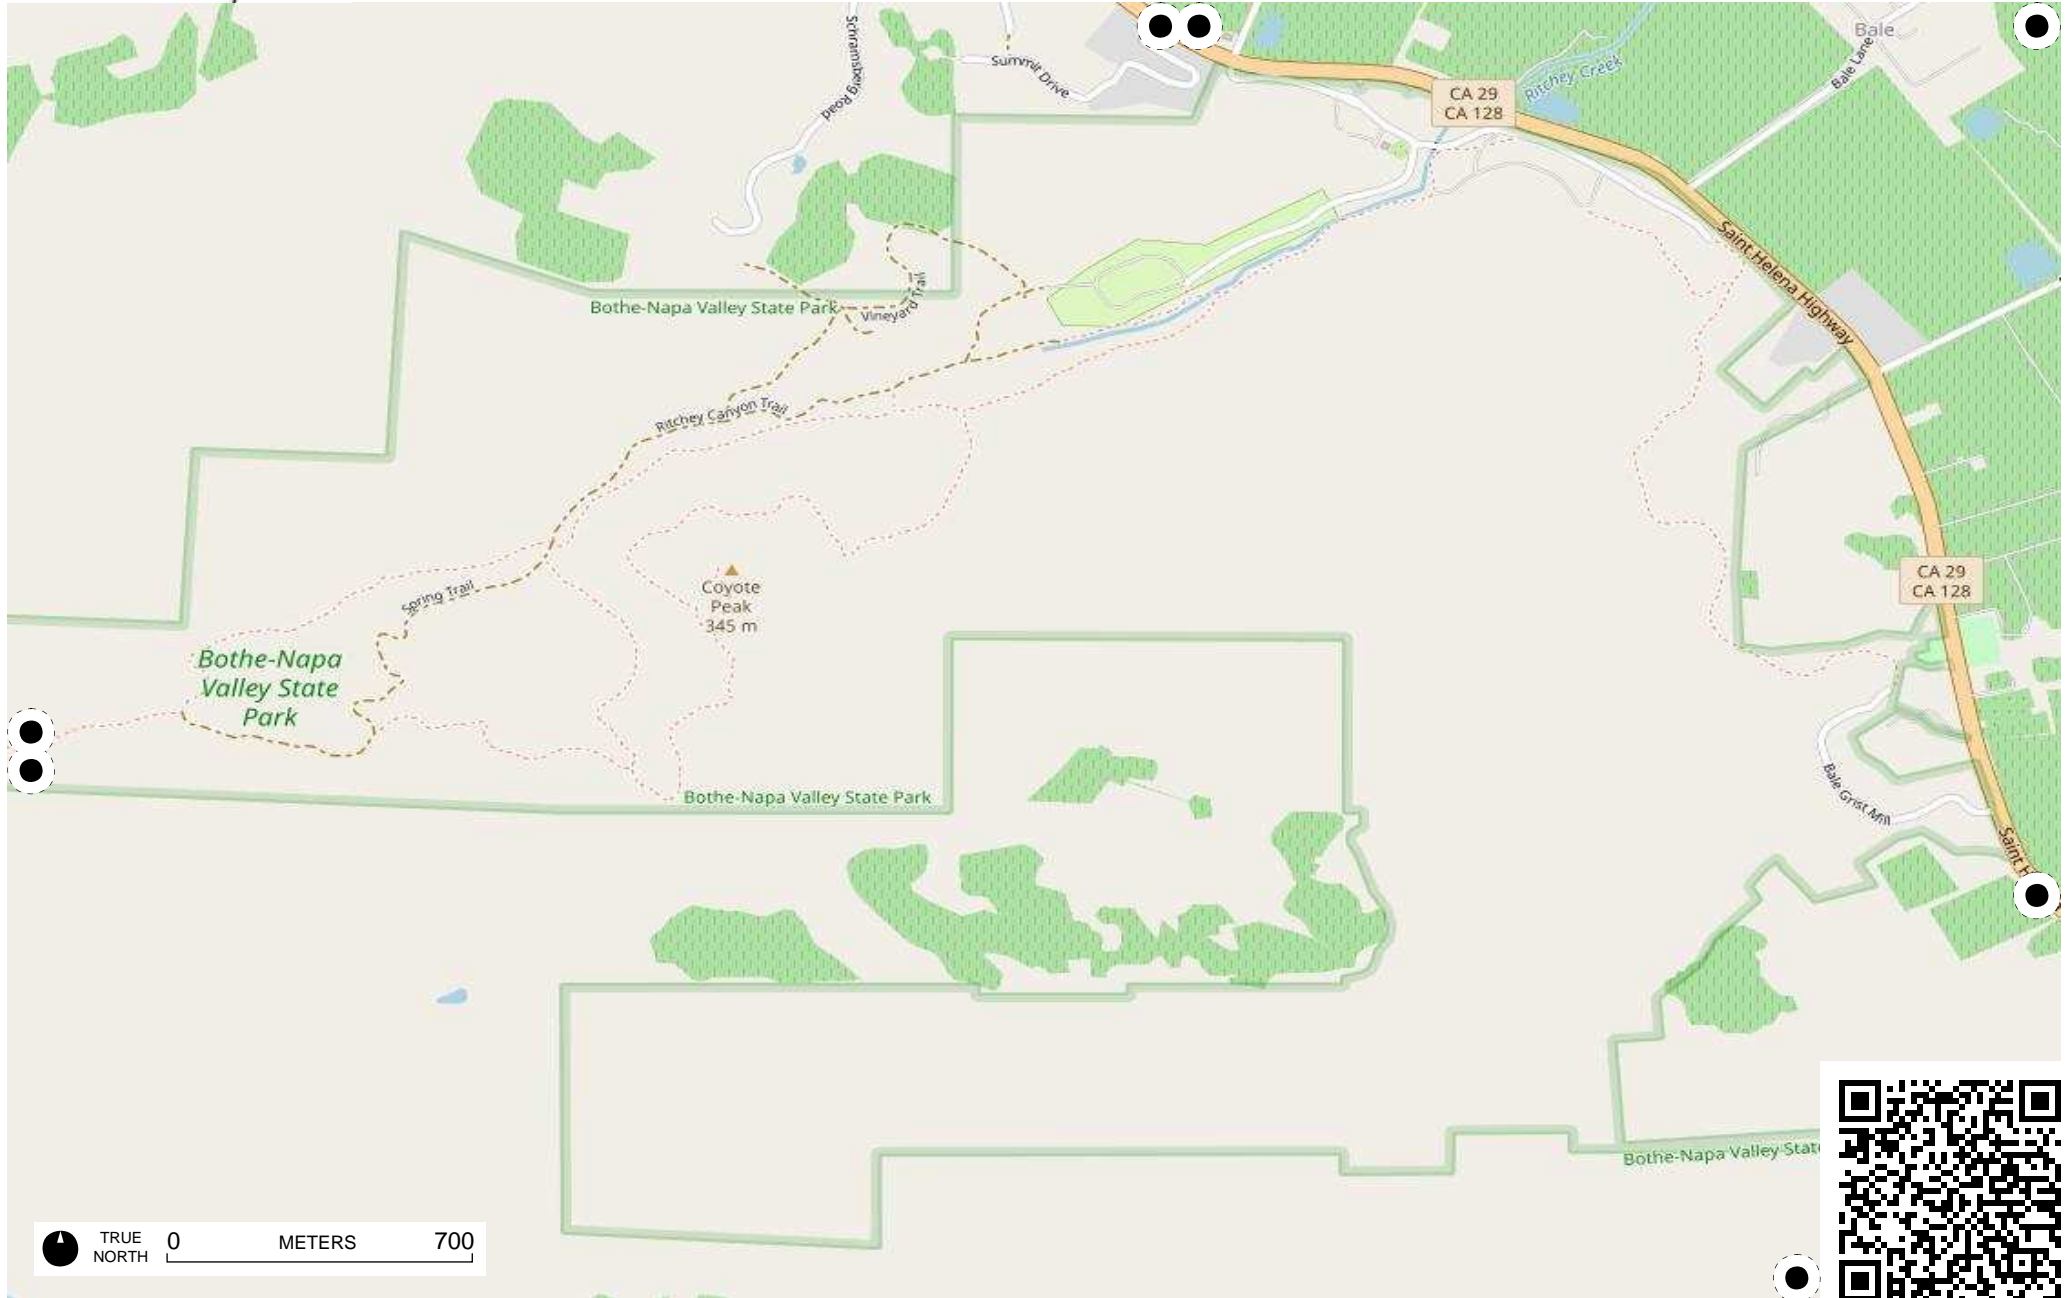 Schramsberg Road
Summit Drive
Bale
Bale Lane
Ritchey Creek
CA 29
CA 128
Saint Helena Highway
Bothe-Napa Valley State Park
Vineyard Trail
Ritchey Canyon Trail
Spring Trail
Coyote
Peak
345 m
CA 29
CA 128
Bothe-Napa
Valley State
Park
Bothe-Napa Valley State Park
Bale Grist Mill
Saint H
Bothe-Napa Valley State
TRUE
NORTH
0
METERS
700